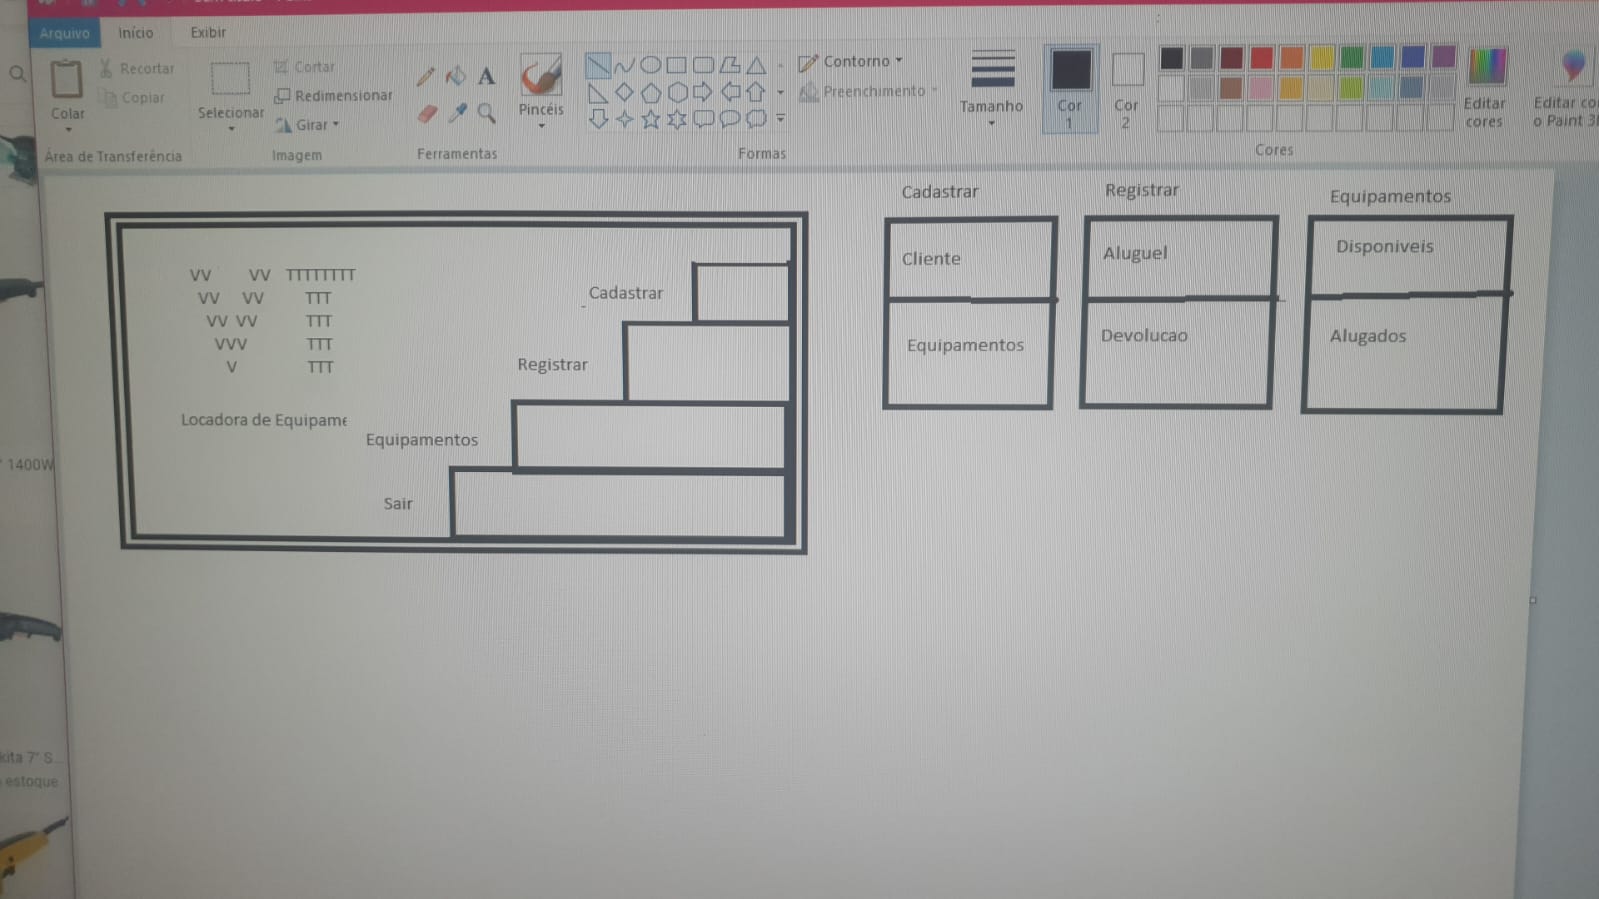 Arquivo Início Exibir
Colar
Recortar
Copiar
Área de Transferência
Selecionar
Cortar
Redimensionar
Girar
Imagem
A
Ferramentas
Pincéis
Formas
Contorno
Preenchimento
Tamanho
Cor
1
Cor
2
Cores
Editar
cores
Editar
o Paint
VV VV TTTTTTTT
VV VV TTT
VV VV TTT
VVV TTT
V TTT
Locadora de Equipame
Cadastrar
Registrar
Equipamentos
Sair
Cadastrar
Cliente
Equipamentos
Registrar
Aluguel
Devolucao
Equipamentos
Disponiveis
Alugados
1400W
kita 7" S...
estoque